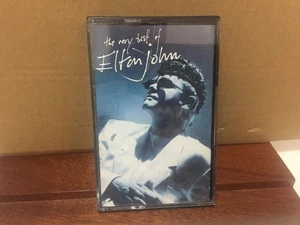 the very best of
Elton John